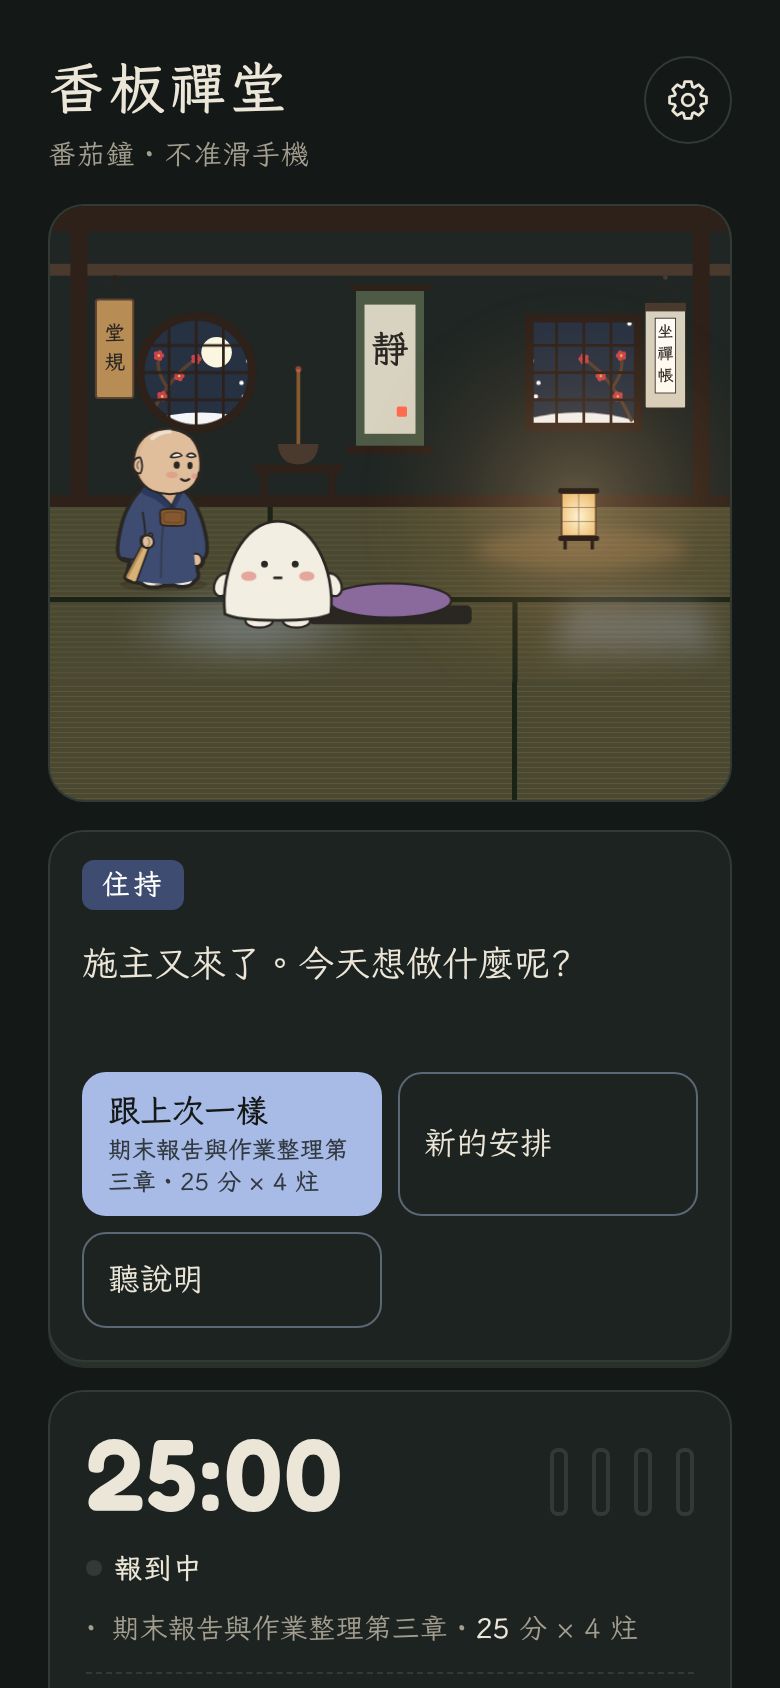 香板禪堂
番茄鐘・不准滑手機
堂規
靜
坐禪帳
住持
施主又來了。今天想做什麼呢?
跟上次一樣
期末報告與作業整理第
三章・25 分 × 4 炷
新的安排
聽說明
25:00
報到中
・ 期末報告與作業整理第三章・25 分 × 4 炷